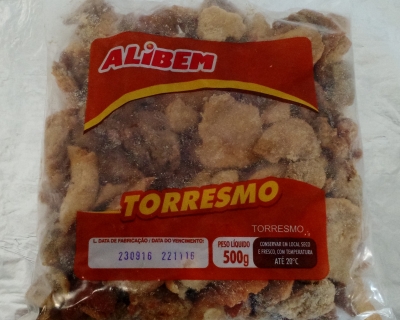 ALIBEM
TORRESMO
TORRESMO
L. DATA DE FABRICAÇÃO / DATA DO VENCIMENTO:
230916 221116
PESO LÍQUIDO
500g
CONSERVAR EM LOCAL SECO
E FRESCO, COM TEMPERATURA
ATÉ 20°C